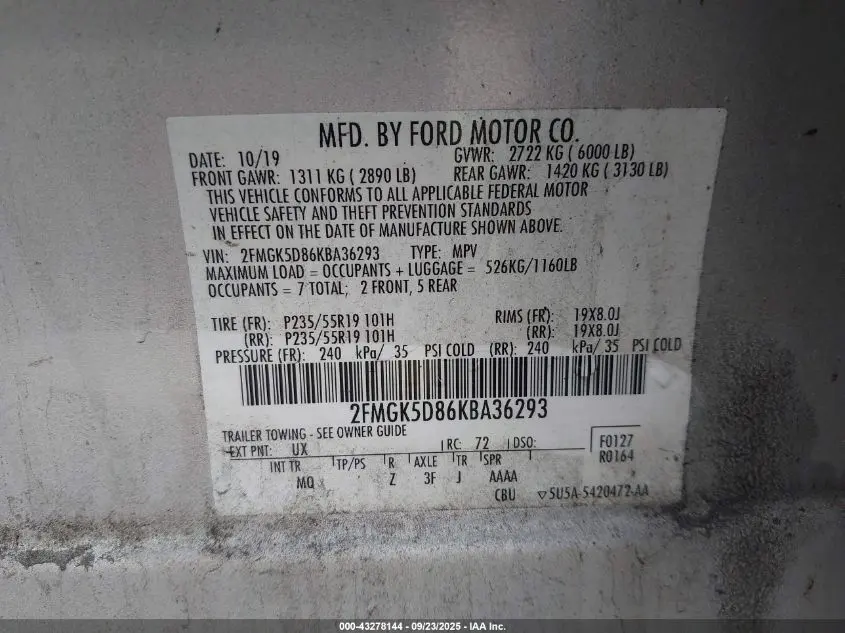 MFD. BY FORD MOTOR CO.
DATE: 10/19 GVWR: 2722 KG ( 6000 LB)
FRONT GAWR: 1311 KG ( 2890 LB) REAR GAWR: 1420 KG ( 3130 LB)
THIS VEHICLE CONFORMS TO ALL APPLICABLE FEDERAL MOTOR
VEHICLE SAFETY AND THEFT PREVENTION STANDARDS
IN EFFECT ON THE DATE OF MANUFACTURE SHOWN ABOVE.
VIN: 2FMGK5D86KBA36293 TYPE: MPV
MAXIMUM LOAD = OCCUPANTS + LUGGAGE = 526KG/1160LB
OCCUPANTS = 7 TOTAL; 2 FRONT, 5 REAR
TIRE (FR): P235/55R19 101H RIMS (FR): 19X8.0J
(RR): P235/55R19 101H (RR): 19X8.0J
PRESSURE (FR): 240 kPa/ 35 PSI COLD (RR): 240 kPa/ 35 PSI COLD
2FMGK5D86KBA36293
TRAILER TOWING - SEE OWNER GUIDE
EXT PNT: UX RC: 72 DSO: F0127
INT TR TP/PS R AXLE TR SPR R0164
MQ Z 3F J AAAA
CBU ▽5U5A-5420472-AA
000-43278144 - 09/23/2025 - IAA Inc.